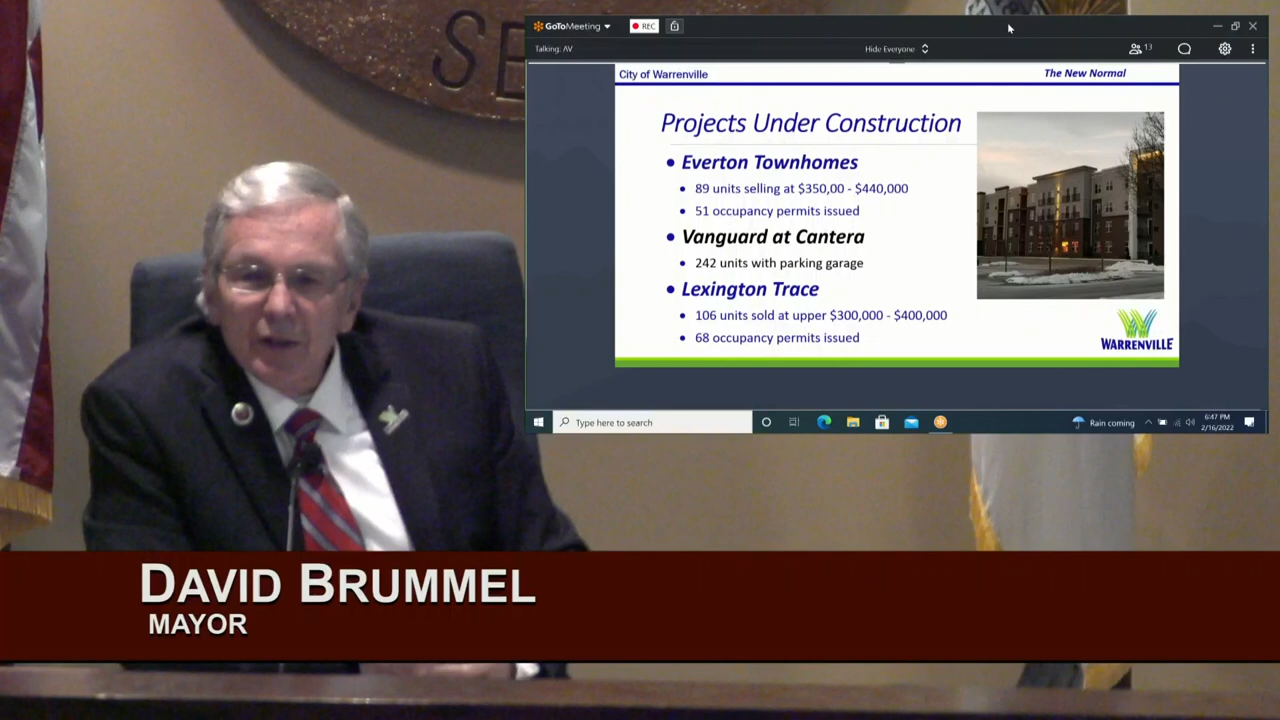 SE
GoToMeeting
REC
Talking: AV
Hide Everyone
13
City of Warrenville
The New Normal
Projects Under Construction
• Everton Townhomes
• 89 units selling at $350,00 - $440,000
• 51 occupancy permits issued
• Vanguard at Cantera
• 242 units with parking garage
• Lexington Trace
• 106 units sold at upper $300,000 - $400,000
• 68 occupancy permits issued
WARRENVILLE
Type here to search
Rain coming
6:47 PM
2/16/2022
DAVID BRUMMEL
MAYOR